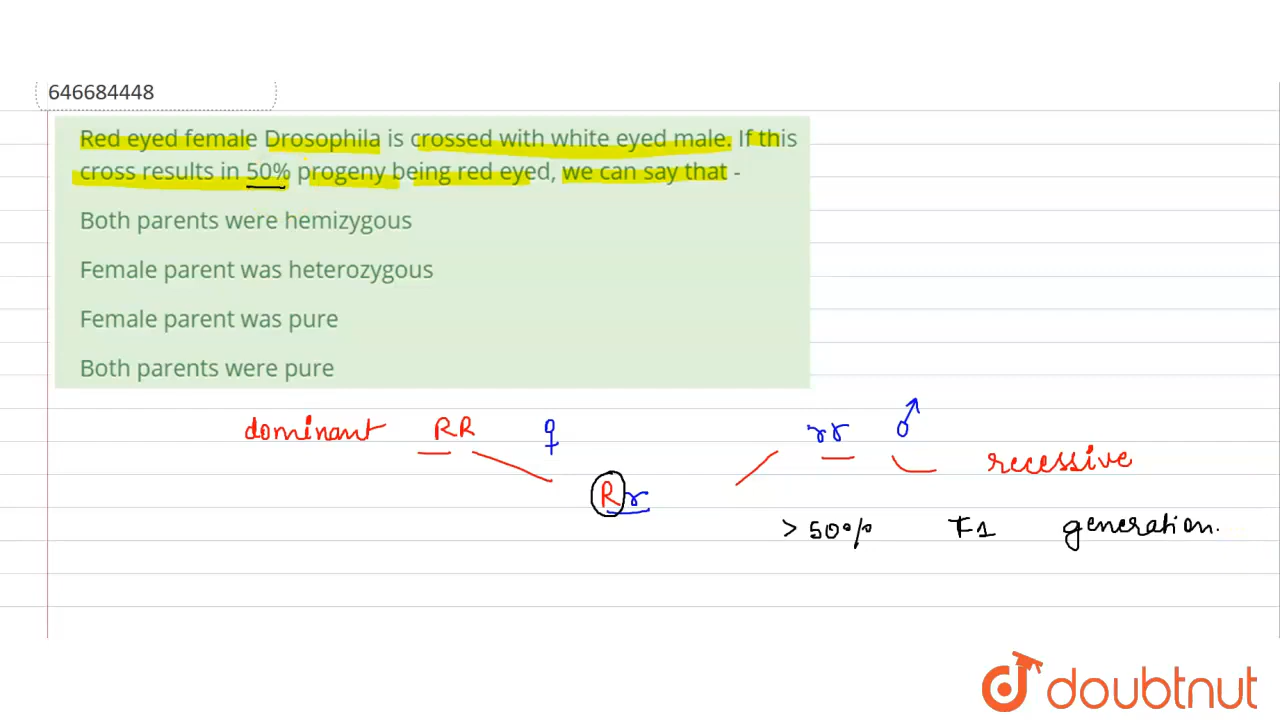 646684448
Red eyed female Drosophila is crossed with white eyed male. If this
cross results in 50% progeny being red eyed, we can say that -
Both parents were hemizygous
Female parent was heterozygous
Female parent was pure
Both parents were pure
dominant RR ♀ rr ♂
recessive
Rr
> 50% F1 generation.
doubtnut